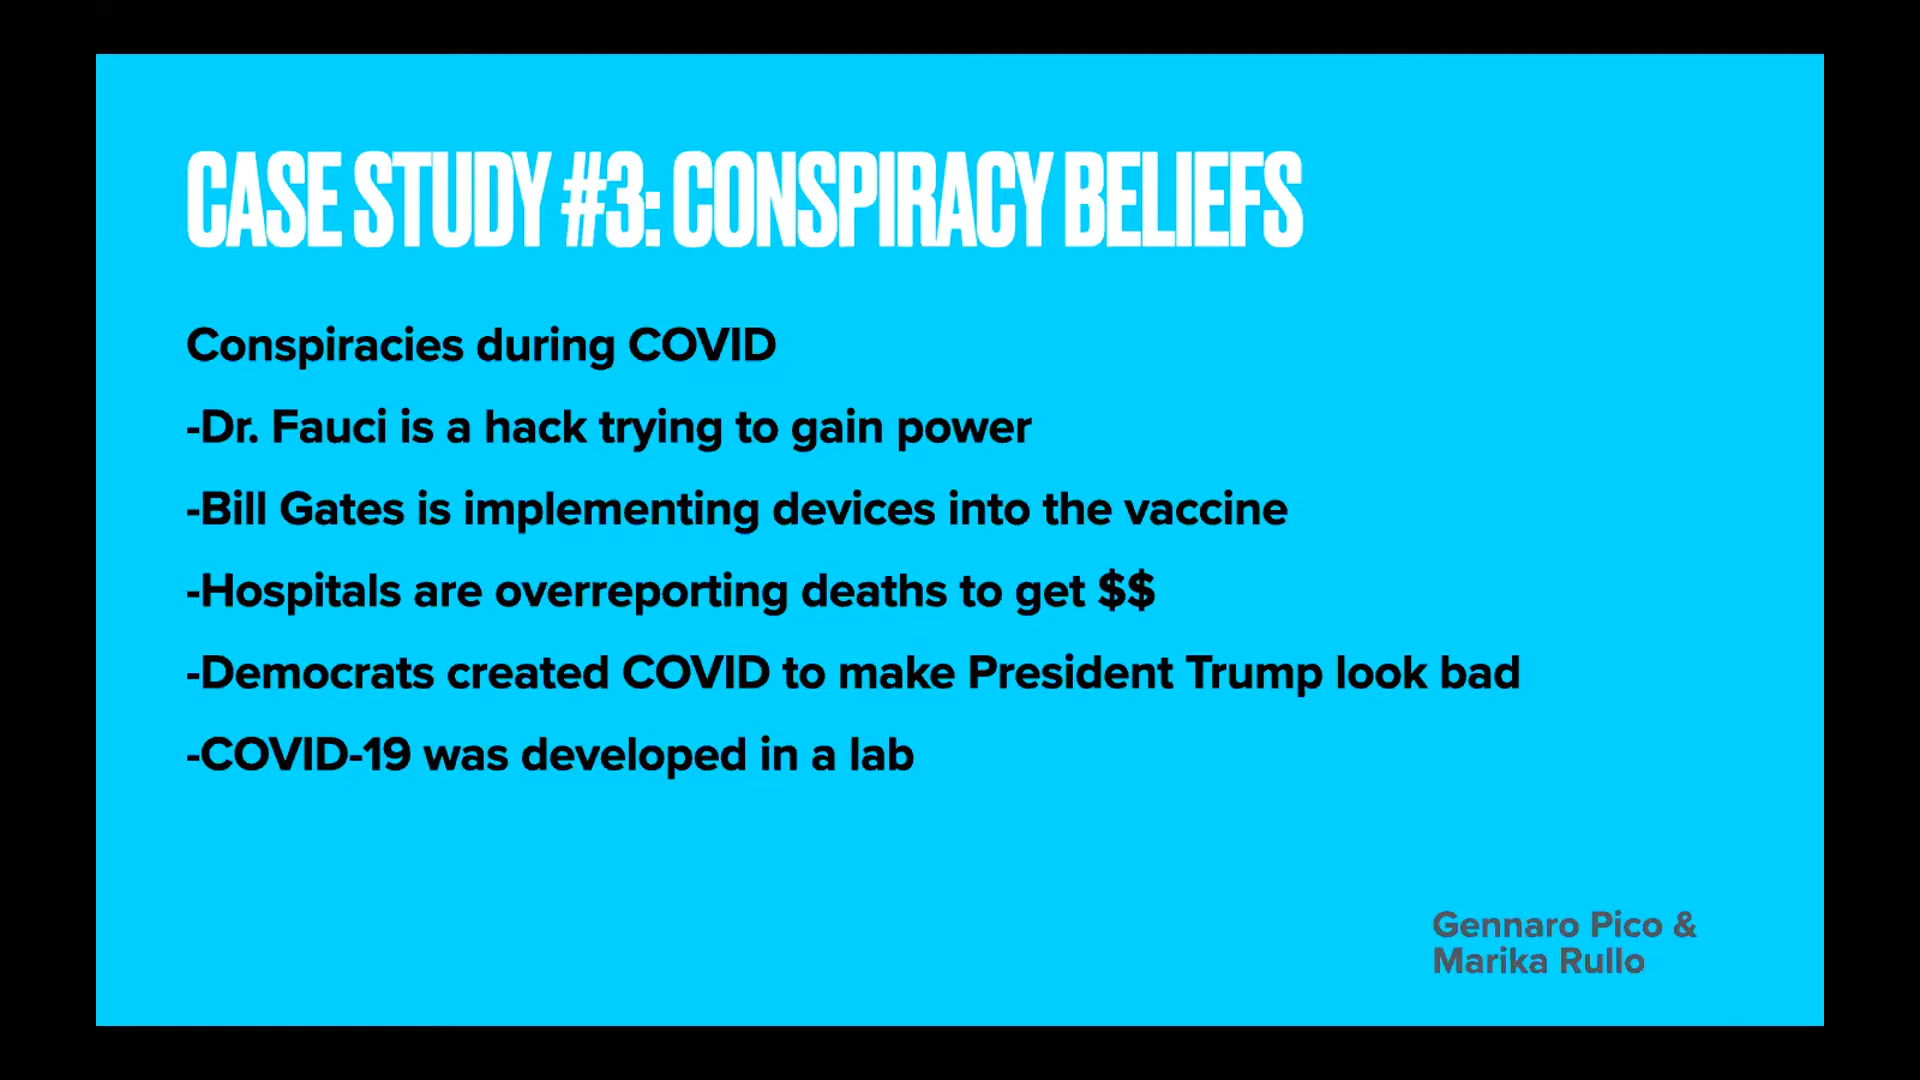 CASE STUDY #3: CONSPIRACY BELIEFS
Conspiracies during COVID
-Dr. Fauci is a hack trying to gain power
-Bill Gates is implementing devices into the vaccine
-Hospitals are overreporting deaths to get $$
-Democrats created COVID to make President Trump look bad
-COVID-19 was developed in a lab
Gennaro Pico &
Marika Rullo